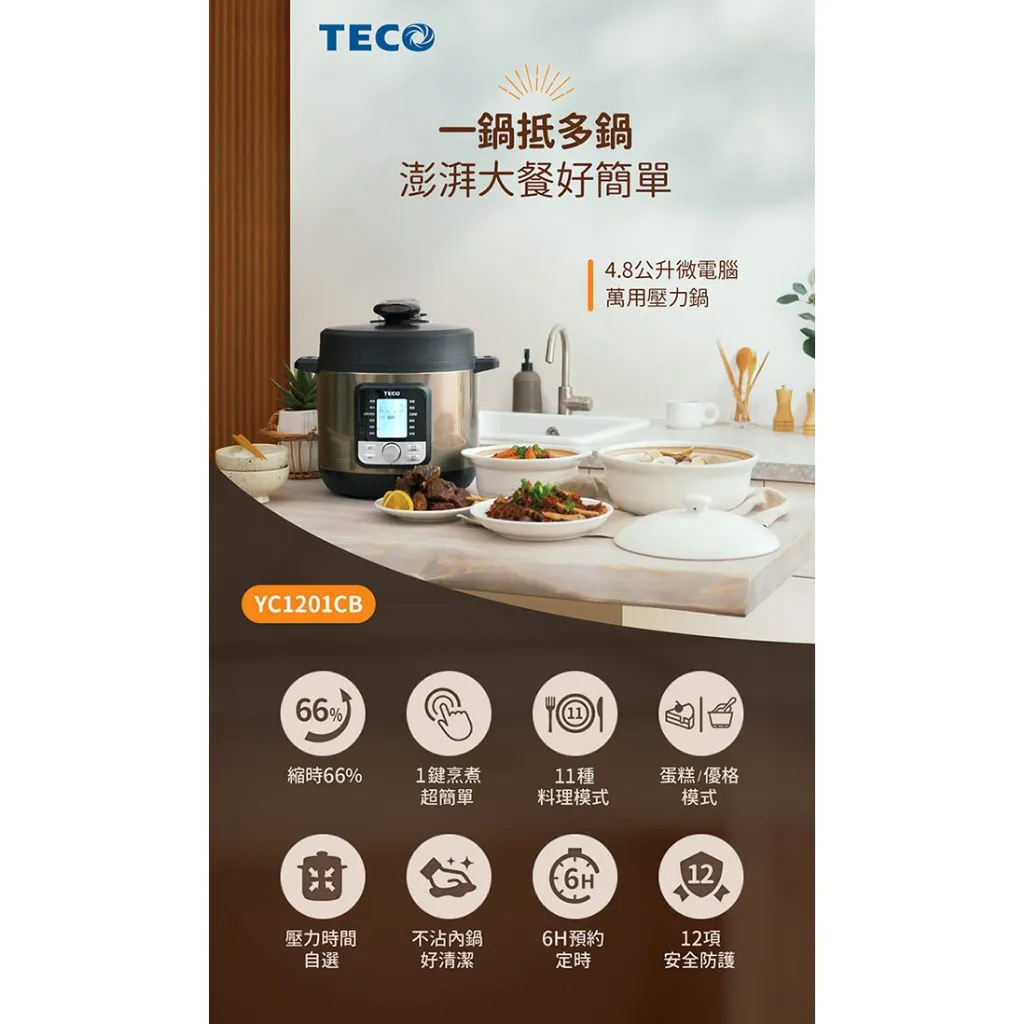 TECO
一鍋抵多鍋
澎湃大餐好簡單
4.8公升微電腦
萬用壓力鍋
TECO
YC1201CB
66%
11
縮時66%
1鍵烹煮
超簡單
11種
料理模式
蛋糕/優格
模式
6H
12
壓力時間
自選
不沾內鍋
好清潔
6H預約
定時
12項
安全防護